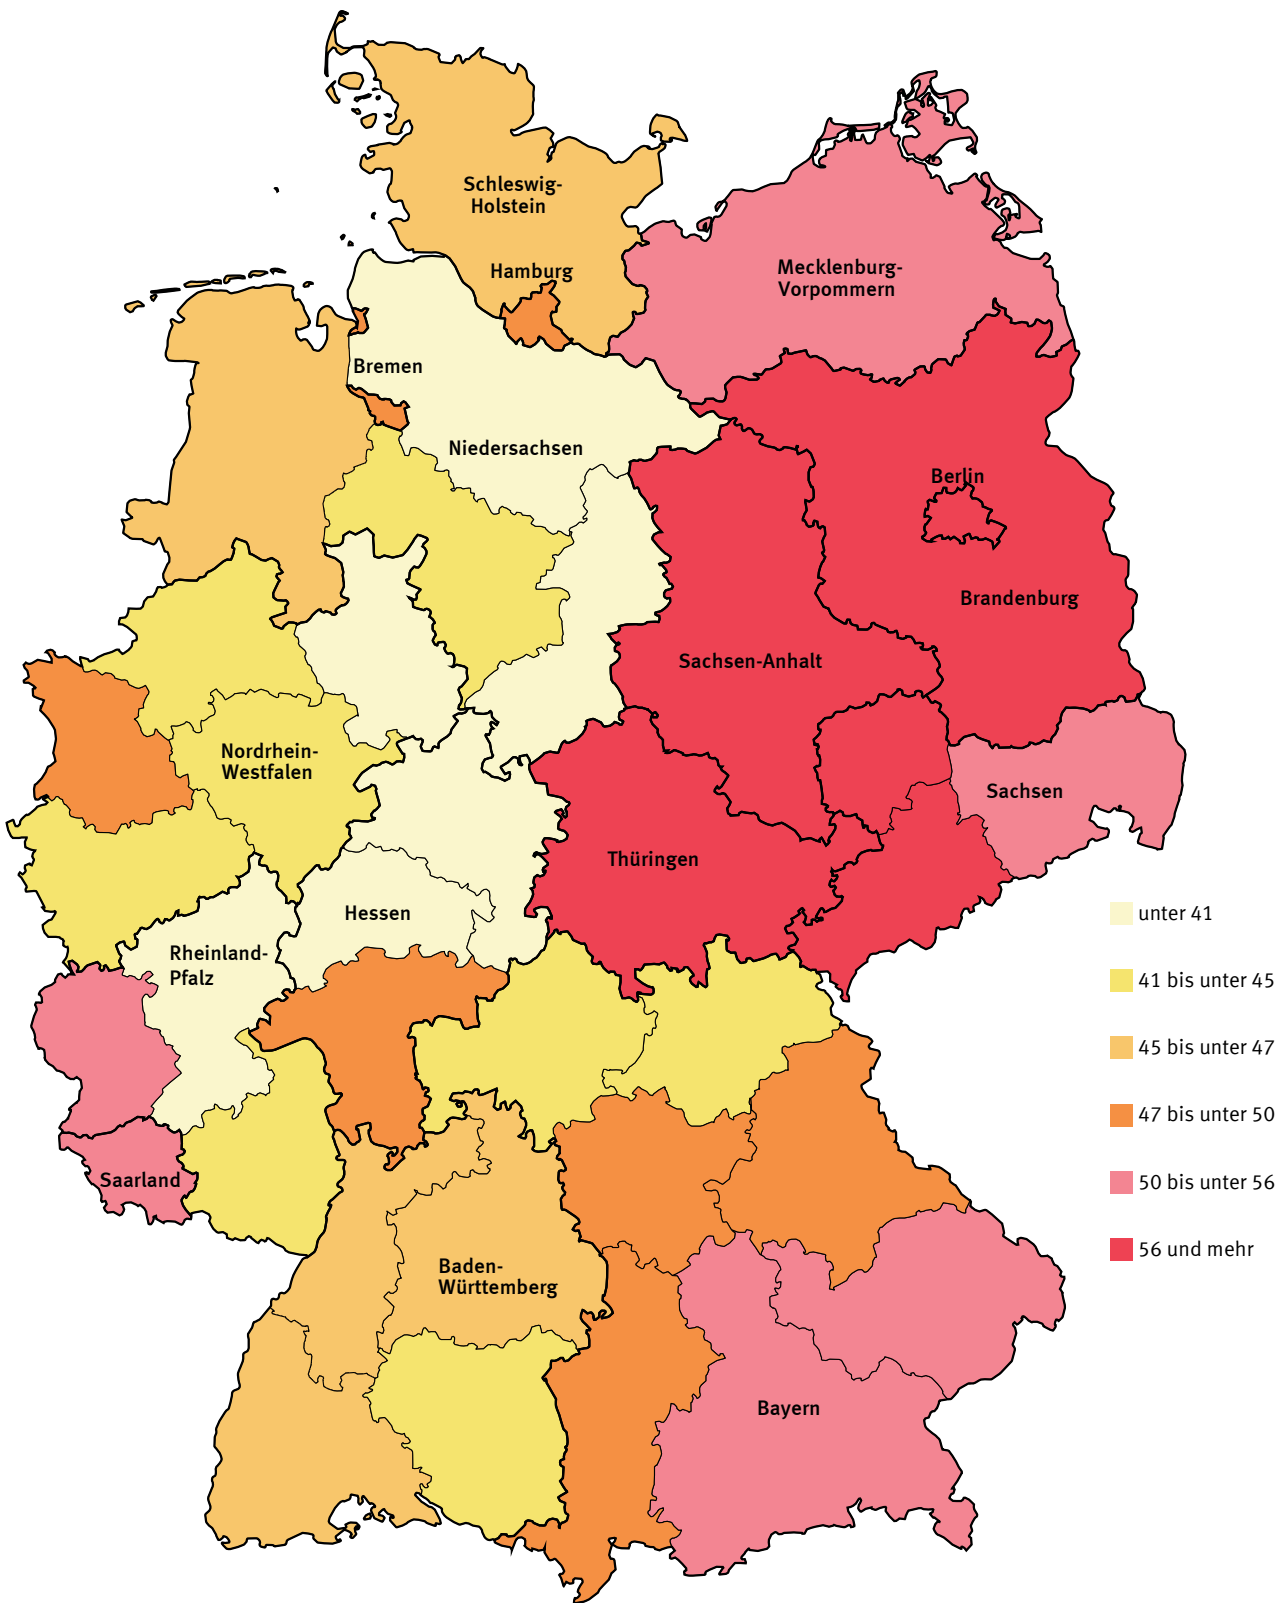 Schleswig-
Holstein
Hamburg
Mecklenburg-
Vorpommern
Bremen
Niedersachsen
Berlin
Brandenburg
Sachsen-Anhalt
Nordrhein-
Westfalen
Sachsen
Thüringen
Hessen
Rheinland-
Pfalz
Saarland
Baden-
Württemberg
Bayern
unter 41
41 bis unter 45
45 bis unter 47
47 bis unter 50
50 bis unter 56
56 und mehr